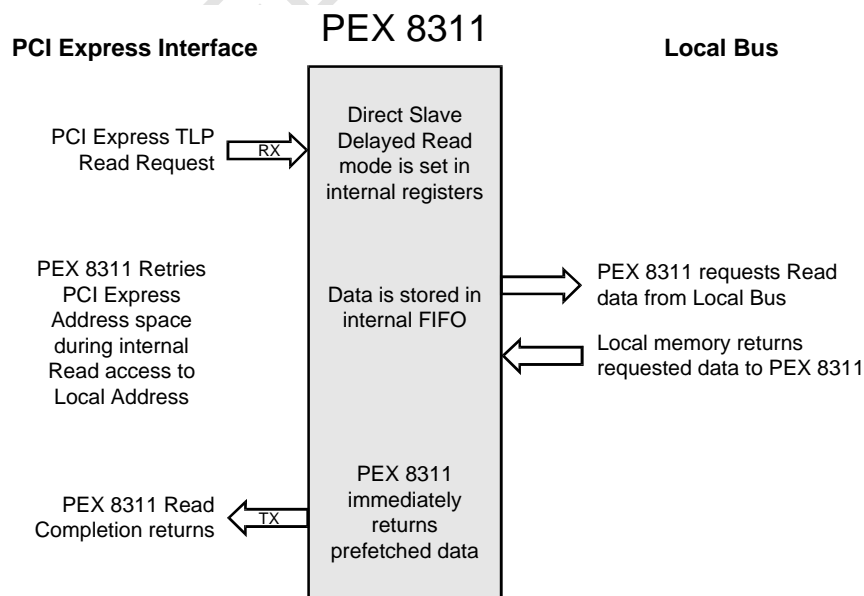 PEX 8311
PCI Express Interface
Local Bus
PCI Express TLP
Read Request
RX
Direct Slave
Delayed Read
mode is set in
internal registers
PEX 8311 Retries
PCI Express
Address space
during internal
Read access to
Local Address
Data is stored in
internal FIFO
PEX 8311 requests Read
data from Local Bus
Local memory returns
requested data to PEX 8311
PEX 8311 Read
Completion returns
TX
PEX 8311
immediately
returns
prefetched data